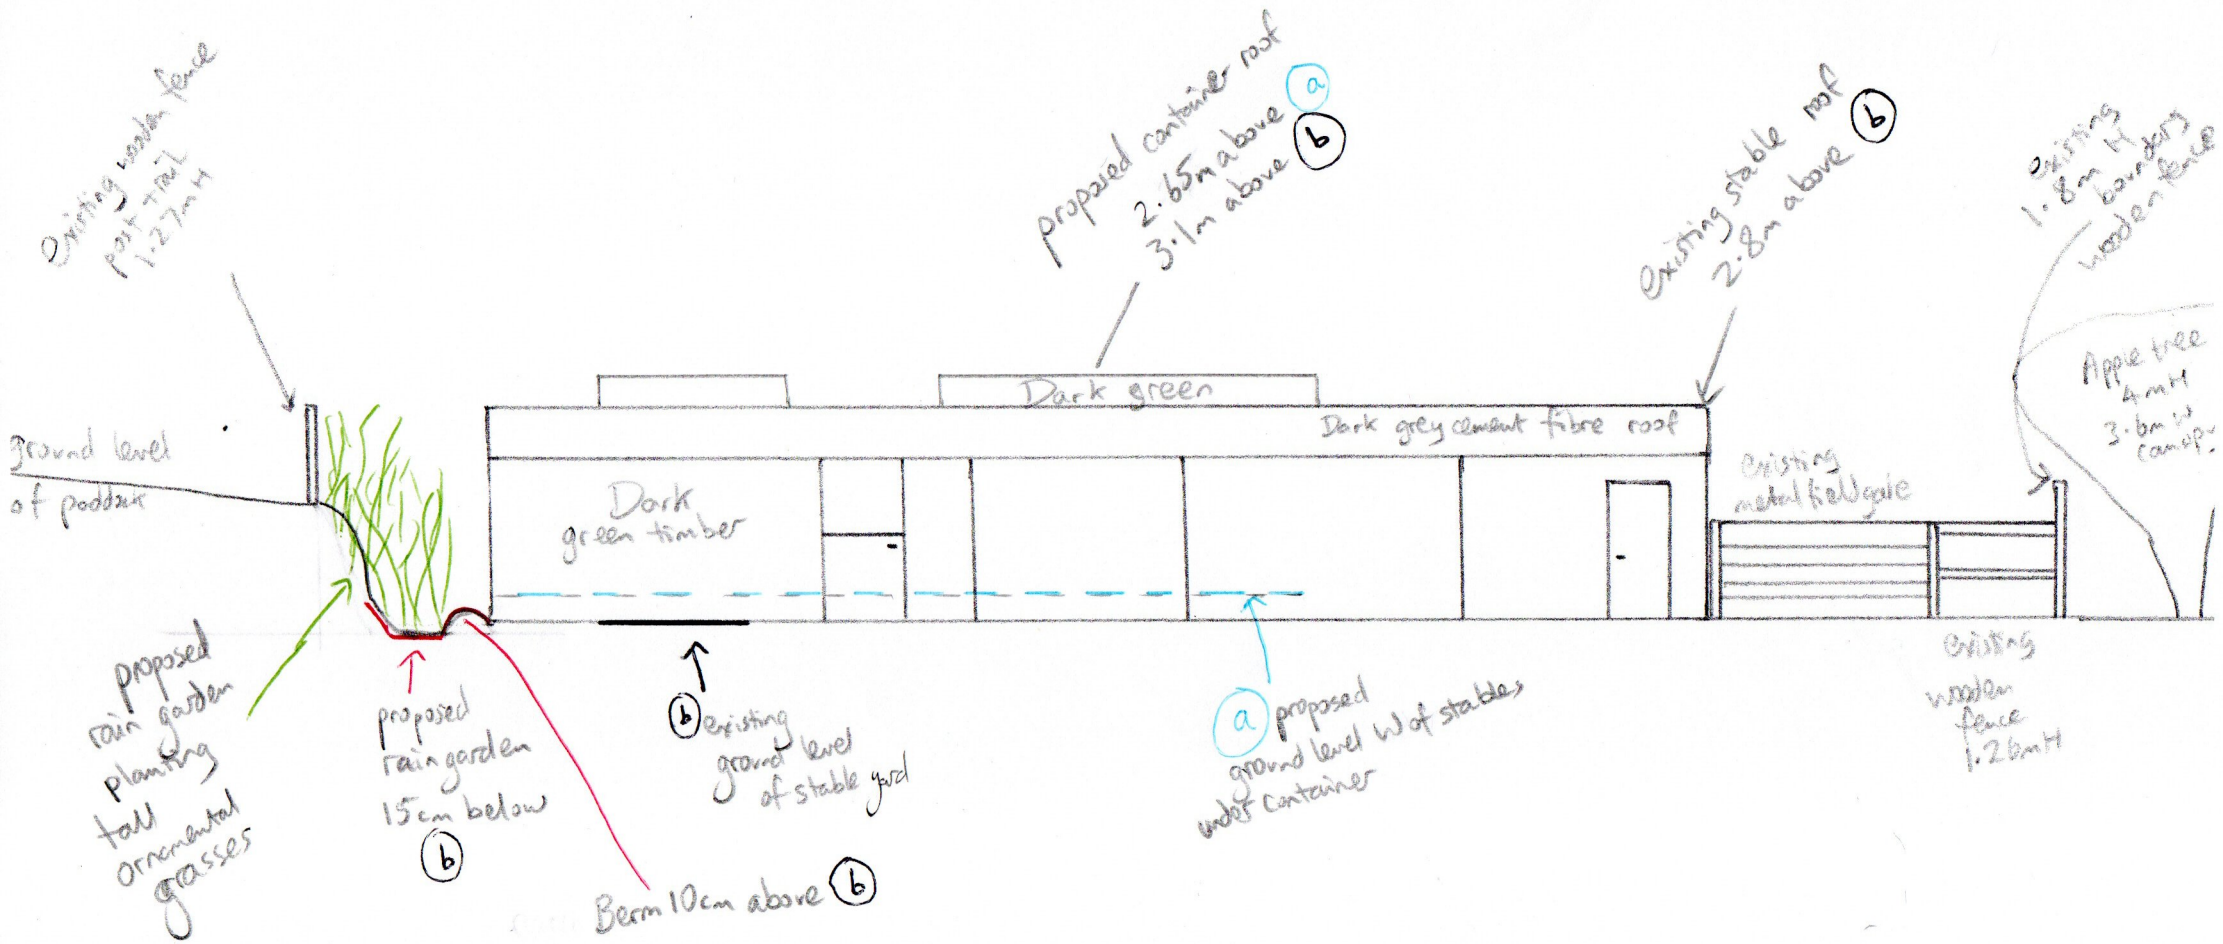 existing wooden fence
post + rail
1.27m H
proposed container roof
2.65m above a
3.1m above b
existing stable roof
2.8m above b
existing
1.8m H
boundary
wooden fence
Apple tree
4mH
3.6m W
canopy
ground level
of paddock
Dark green
Dark grey cement fibre roof
existing
metal field gate
Dark
green timber
proposed
rain garden
planting
tall
ornamental
grasses
proposed
rain garden
15cm below
b
b existing
ground level
of stable yard
a proposed
ground level W of stables
under container
existing
wooden
fence
1.26mH
Berm 10cm above b